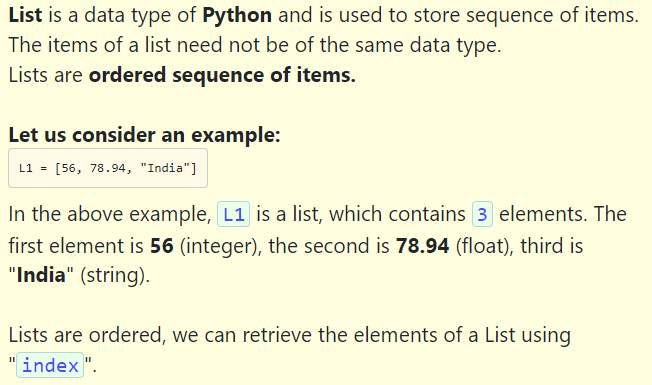 List is a data type of Python and is used to store sequence of items.
The items of a list need not be of the same data type.
Lists are ordered sequence of items.
Let us consider an example:
L1 = [56, 78.94, "India"]
In the above example, L1 is a list, which contains 3 elements. The
first element is 56 (integer), the second is 78.94 (float), third is
"India" (string).
Lists are ordered, we can retrieve the elements of a List using
"index".